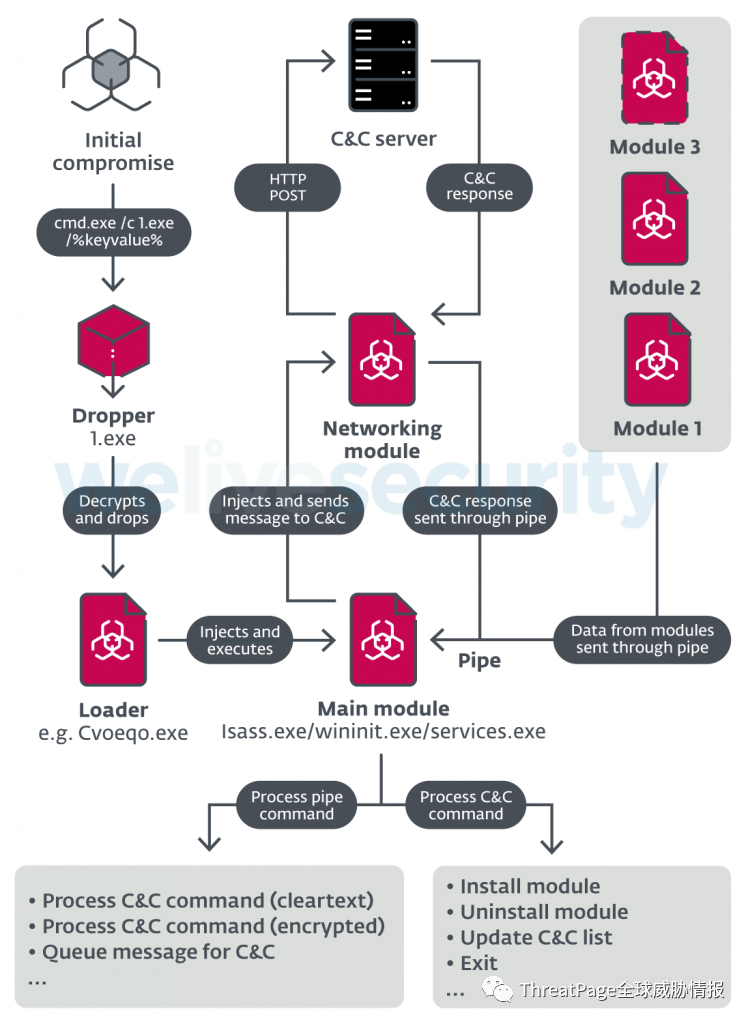 Initial
compromise
cmd.exe /c 1.exe
/%keyvalue%
Dropper
1.exe
Decrypts
and drops
Loader
e.g. Cvoeqo.exe
Injects and
executes
C&C server
HTTP
POST
C&C
response
Networking
module
Injects and sends
message to C&C
C&C response
sent through pipe
Main module
lsass.exe/wininit.exe/services.exe
Pipe
Module 3
Module 2
Module 1
Data from modules
sent through pipe
welivesecurity
Process pipe
command
Process C&C
command
• Process C&C command (cleartext)
• Process C&C command (encrypted)
• Queue message for C&C
...
• Install module
• Uninstall module
• Update C&C list
• Exit
...
ThreatPage全球威胁情报